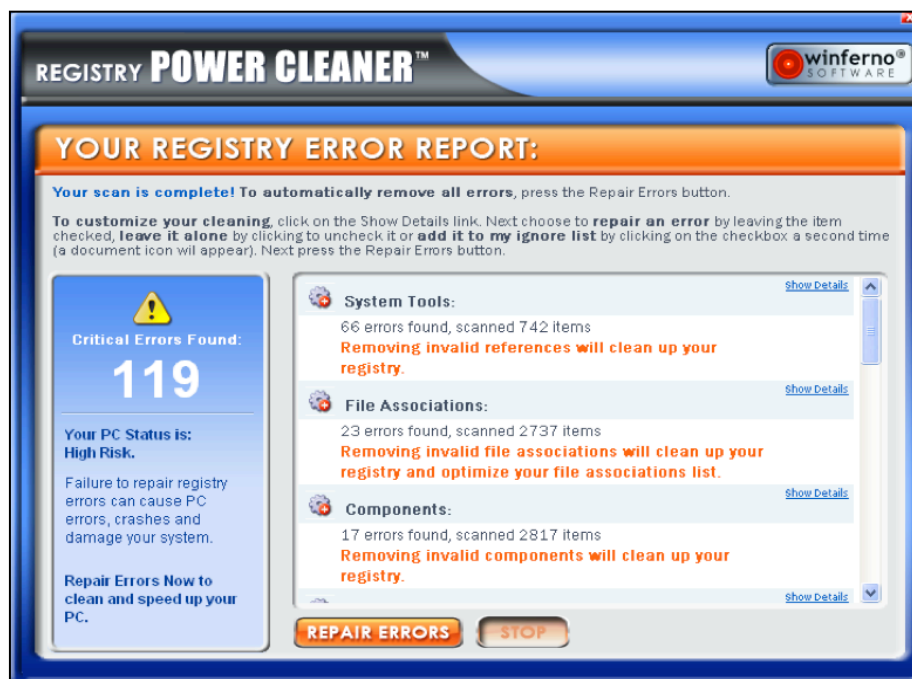 REGISTRY POWER CLEANER™
winferno®
SOFTWARE
YOUR REGISTRY ERROR REPORT:
Your scan is complete! To automatically remove all errors, press the Repair Errors button.
To customize your cleaning, click on the Show Details link. Next choose to repair an error by leaving the item
checked, leave it alone by clicking to uncheck it or add it to my ignore list by clicking on the checkbox a second time
(a document icon wil appear). Next press the Repair Errors button.
Critical Errors Found:
119
Your PC Status is:
High Risk.
Failure to repair registry
errors can cause PC
errors, crashes and
damage your system.
Repair Errors Now to
clean and speed up your
PC.
Show Details
System Tools:
66 errors found, scanned 742 items
Removing invalid references will clean up your
registry.
Show Details
File Associations:
23 errors found, scanned 2737 items
Removing invalid file associations will clean up your
registry and optimize your file associations list.
Show Details
Components:
17 errors found, scanned 2817 items
Removing invalid components will clean up your
registry.
Show Details
REPAIR ERRORS
STOP